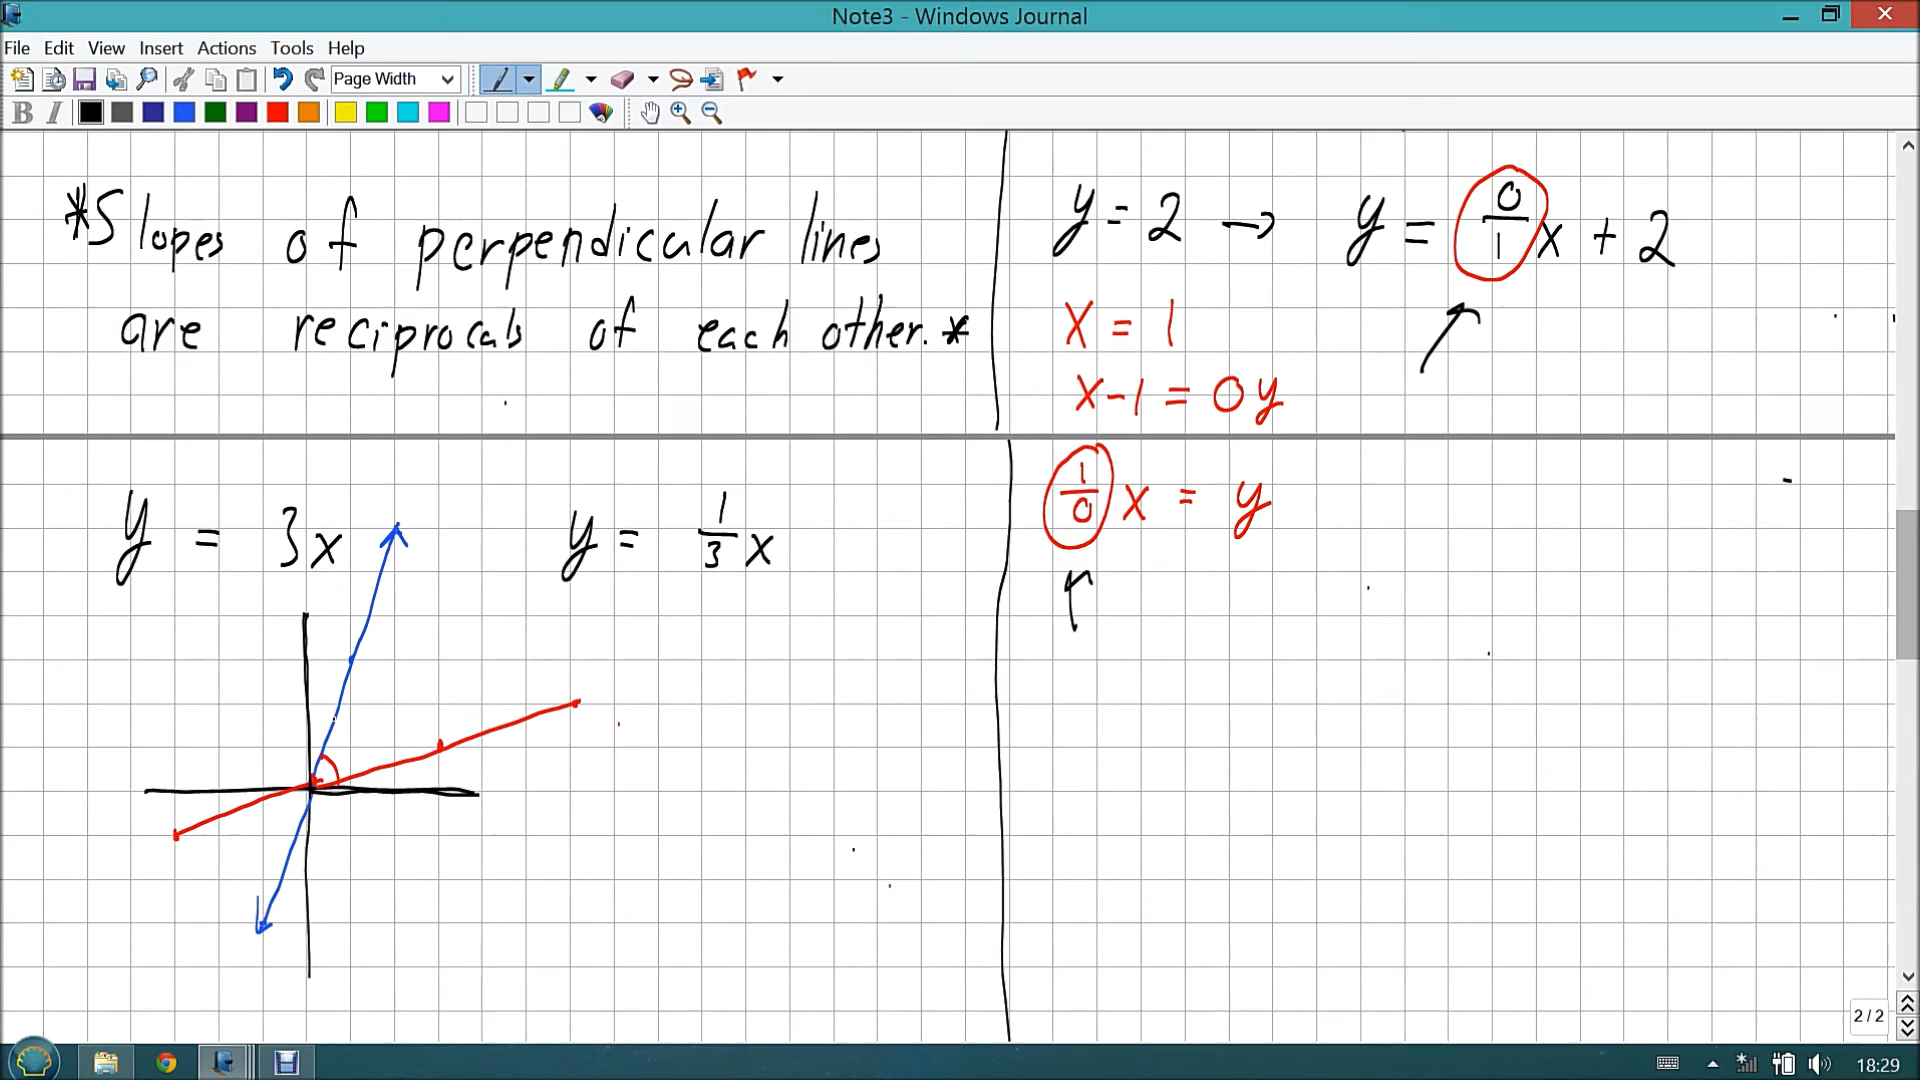 Note3 - Windows Journal
File Edit View Insert Actions Tools Help
Page Width
B I
*Slopes of perpendicular lines
are reciprocals of each other.*
y = 3x
y = 1/3 x
y = 2 → y = 0/1 x + 2
x = 1
x - 1 = 0y
1/0 x = y
2 / 2
18:29